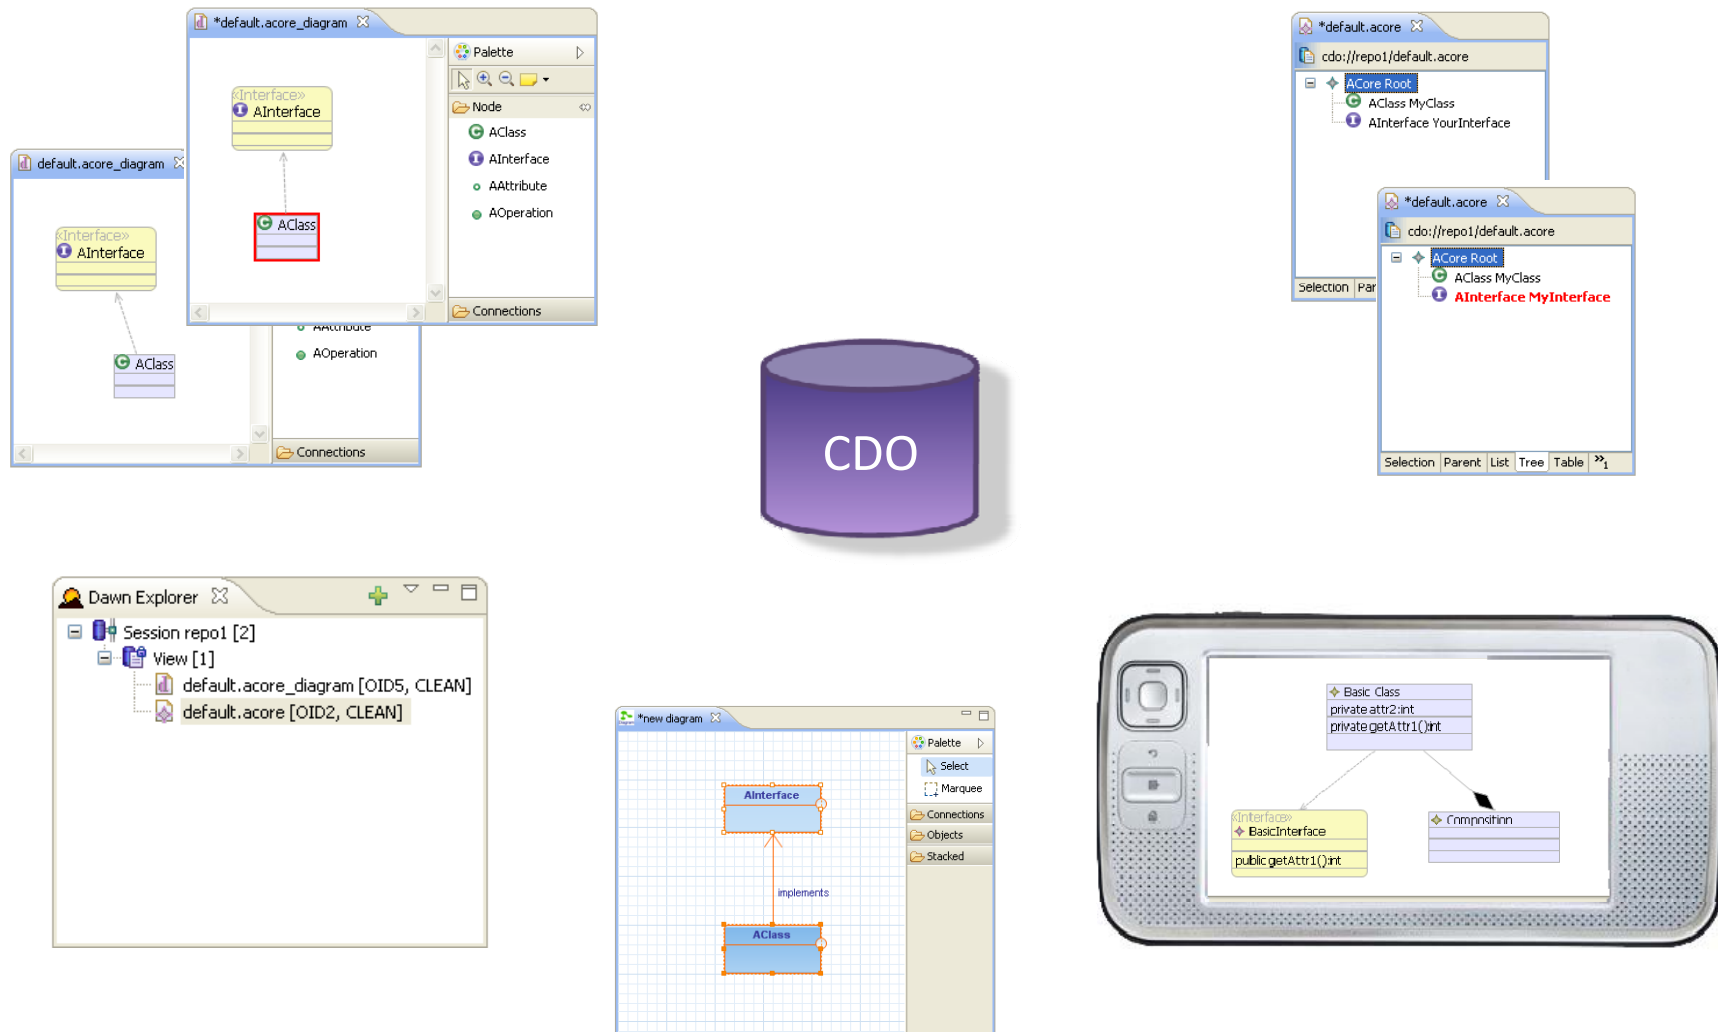 *default.acore_diagram
Palette
Node
AClass
AInterface
AAttribute
AOperation
Connections
«Interface»
AInterface
AClass
default.acore_diagram
«Interface»
AInterface
AClass
AAttribute
AOperation
Connections
*default.acore
cdo://repo1/default.acore
ACore Root
AClass MyClass
AInterface YourInterface
Selection Par
*default.acore
cdo://repo1/default.acore
ACore Root
AClass MyClass
AInterface MyInterface
Selection Parent List Tree Table »1
CDO
Dawn Explorer
Session repo1 [2]
View [1]
default.acore_diagram [OID5, CLEAN]
default.acore [OID2, CLEAN]
*new diagram
Palette
Select
Marquee
Connections
Objects
Stacked
AInterface
implements
AClass
Basic Class
private attr2:int
private getAttr1():int
«Interface»
BasicInterface
public getAttr1():int
Composition